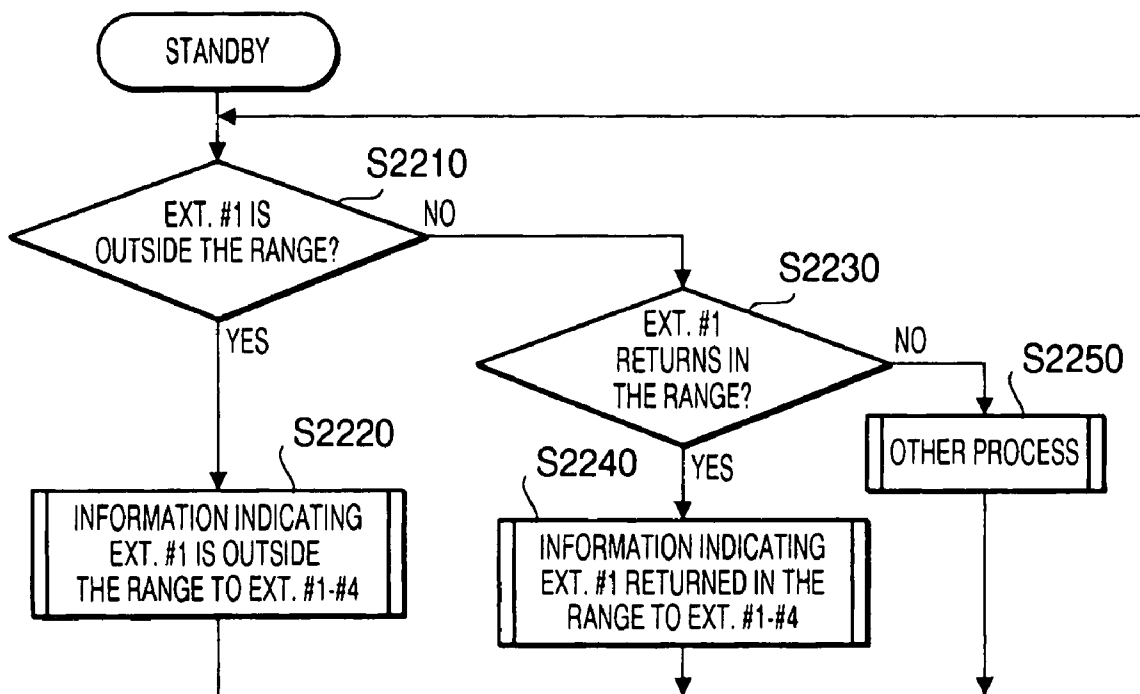 STANDBY
S2210
EXT. #1 IS
OUTSIDE THE RANGE?
NO
YES
S2230
EXT. #1
RETURNS IN
THE RANGE?
NO
YES
S2250
OTHER PROCESS
S2220
INFORMATION INDICATING
EXT. #1 IS OUTSIDE
THE RANGE TO EXT. #1-#4
S2240
INFORMATION INDICATING
EXT. #1 RETURNED IN THE
RANGE TO EXT. #1-#4